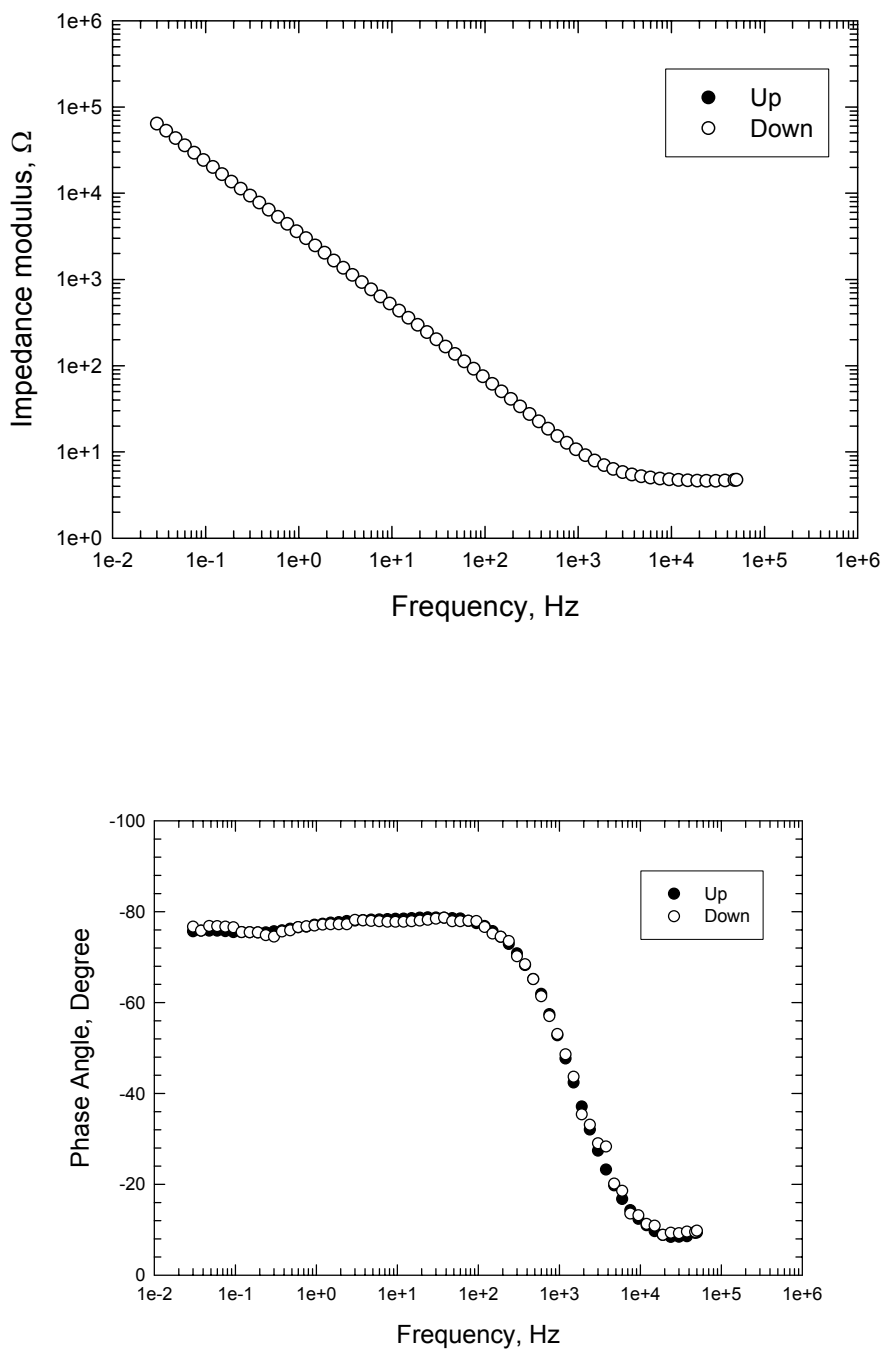 1e+6
1e+5
1e+4
1e+3
1e+2
1e+1
1e+0
Impedance modulus, Ω
Up
Down
1e-2 1e-1 1e+0 1e+1 1e+2 1e+3 1e+4 1e+5 1e+6
Frequency, Hz
-100
-80
-60
-40
-20
0
Phase Angle, Degree
Up
Down
1e-2 1e-1 1e+0 1e+1 1e+2 1e+3 1e+4 1e+5 1e+6
Frequency, Hz